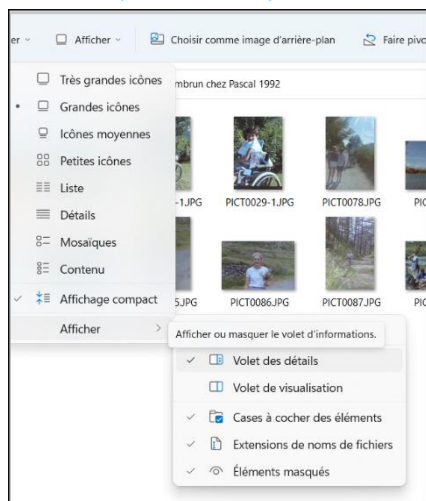 er
Afficher
Choisir comme image d'arrière-plan
Faire pivo
Très grandes icônes
mbrun chez Pascal 1992
Grandes icônes
Icônes moyennes
Petites icônes
Liste
-1.JPG
PICT0029-1.JPG
PICT0078.JPG
PIC
Détails
Mosaïques
Contenu
Affichage compact
5.JPG
PICT0086.JPG
PICT0087.JPG
PIC
Afficher
Afficher ou masquer le volet d'informations.
Volet des détails
Volet de visualisation
Cases à cocher des éléments
Extensions de noms de fichiers
Éléments masqués